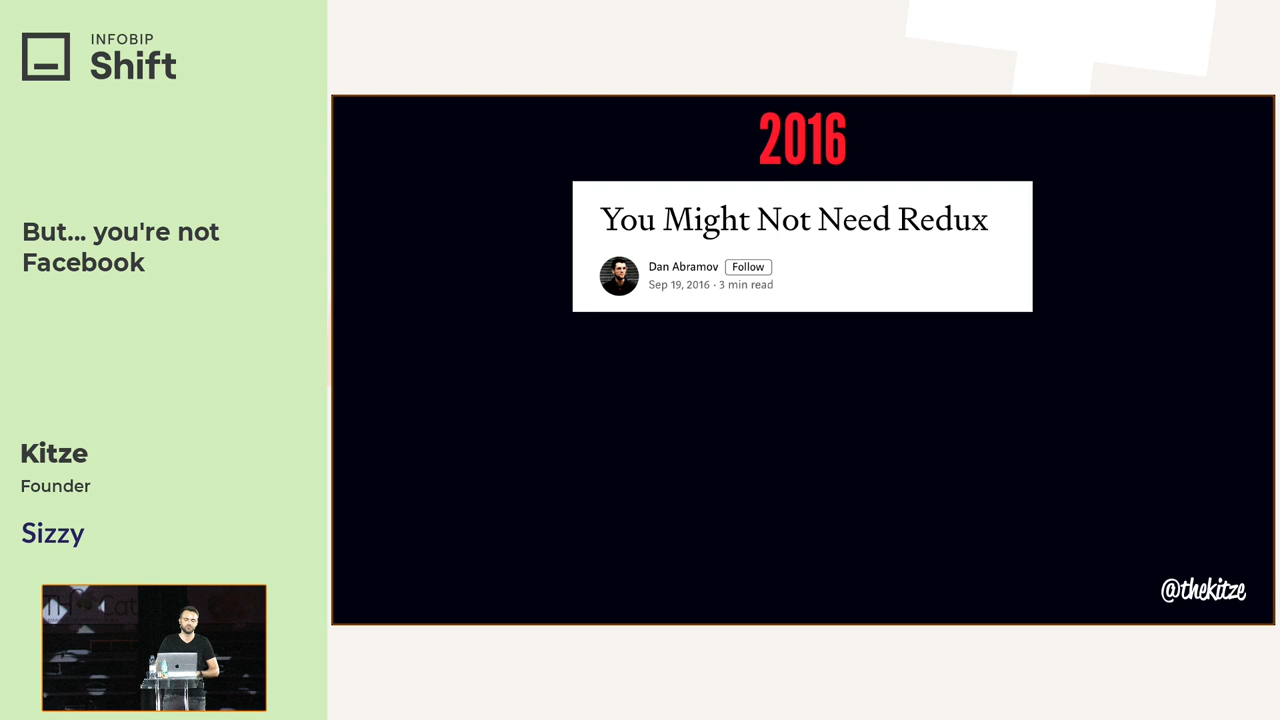 INFOBIP
Shift
But... you're not
Facebook
Kitze
Founder
Sizzy
2016
You Might Not Need Redux
Dan Abramov Follow
Sep 19, 2016 · 3 min read
@thekitze